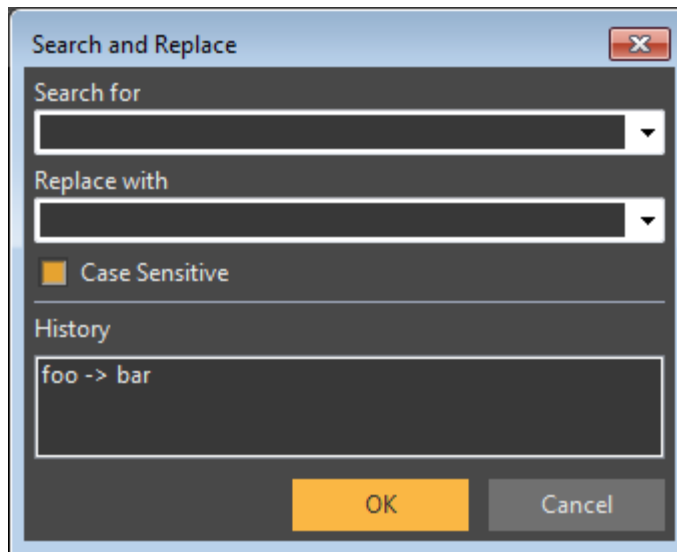 Search and Replace
Search for
Replace with
Case Sensitive
History
foo -> bar
OK
Cancel